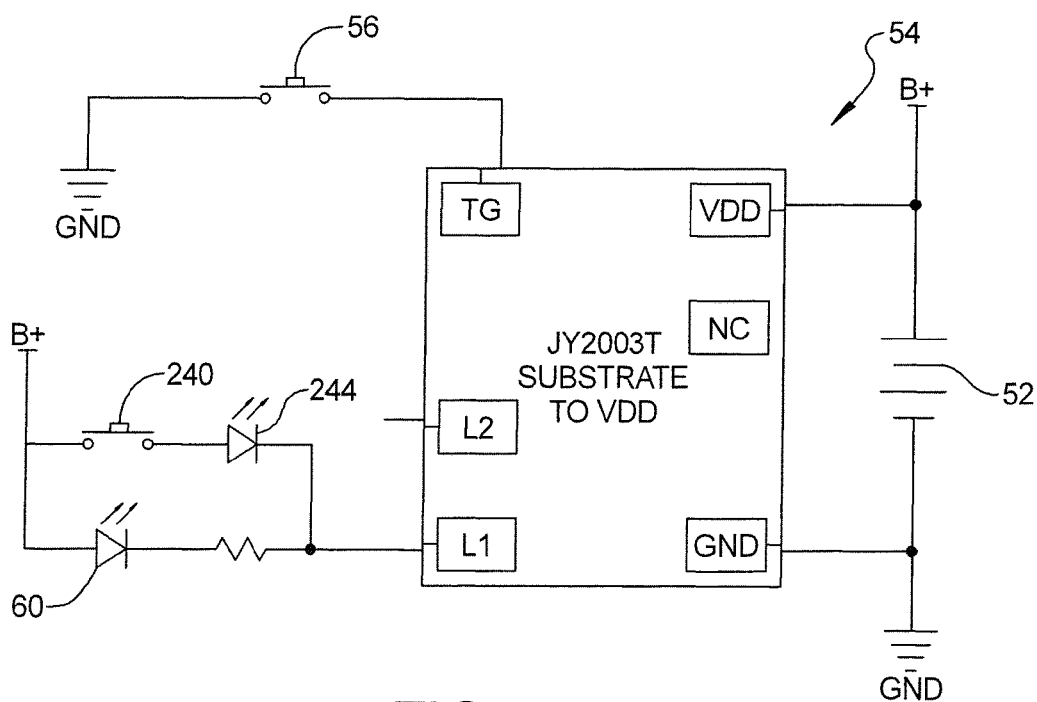 56
54
B+
GND
TG
VDD
NC
JY2003T
SUBSTRATE
TO VDD
B+
240
244
52
L2
L1
GND
60
GND